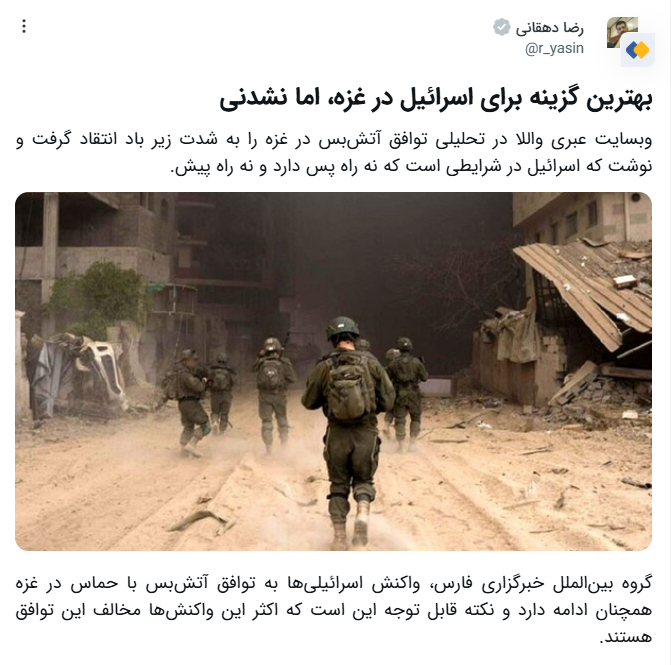 رضا دهقانی
@r_yasin
بهترین گزینه برای اسرائیل در غزه، اما نشدنی
وبسایت عبری واللا در تحلیلی توافق آتش‌بس در غزه را به شدت زیر باد انتقاد گرفت و
نوشت که اسرائیل در شرایطی است که نه راه پس دارد و نه راه پیش.
گروه بین‌الملل خبرگزاری فارس، واکنش اسرائیلی‌ها به توافق آتش‌بس با حماس در غزه
همچنان ادامه دارد و نکته قابل توجه این است که اکثر این واکنش‌ها مخالف این توافق
هستند.